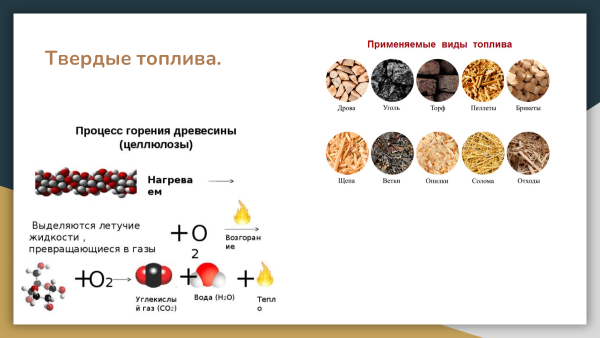 Твердые топлива.
Применяемые виды топлива
Дрова Уголь Торф Пеллеты Брикеты
Щепа Ветки Опилки Солома Отходы
Процесс горения древесины
(целлюлозы)
Нагрева
ем
Выделяются летучие
жидкости ,
превращающиеся в газы
+О
2
Возгоран
ие
+О2 + +
Углекислы
й газ (CO2)
Вода (H2O)
Тепл
о